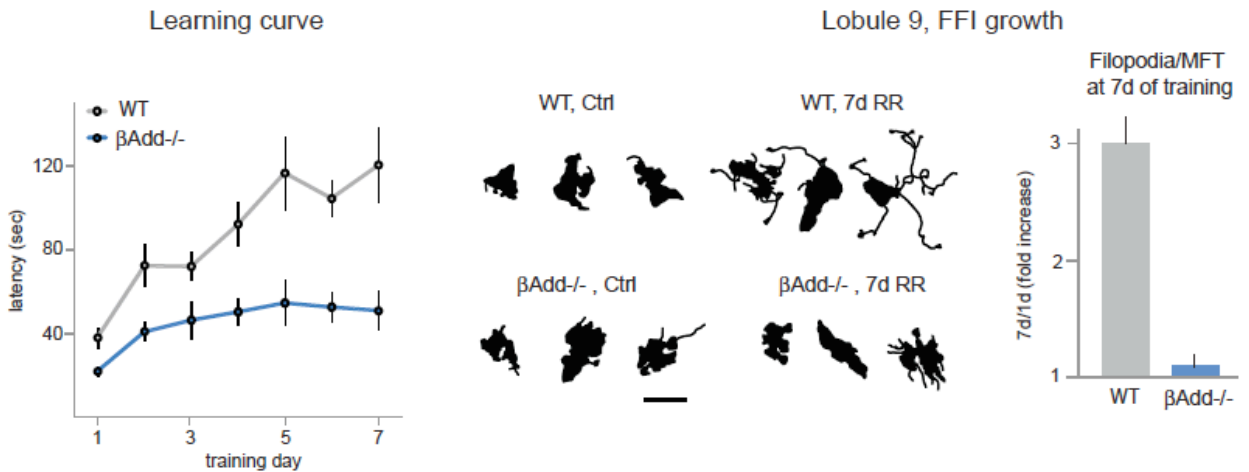 Learning curve
WT
βAdd-/-
120
80
40
latency (sec)
1
3
5
7
training day
Lobule 9, FFI growth
WT, Ctrl
WT, 7d RR
βAdd-/- , Ctrl
βAdd-/- , 7d RR
Filopodia/MFT
at 7d of training
3
2
1
7d/1d (fold increase)
WT
βAdd-/-